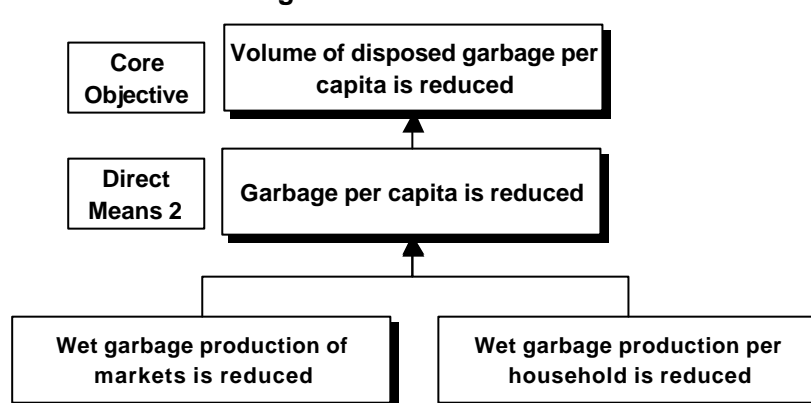 Core
Objective
Volume of disposed garbage per
capita is reduced
Direct
Means 2
Garbage per capita is reduced
Wet garbage production of
markets is reduced
Wet garbage production per
household is reduced